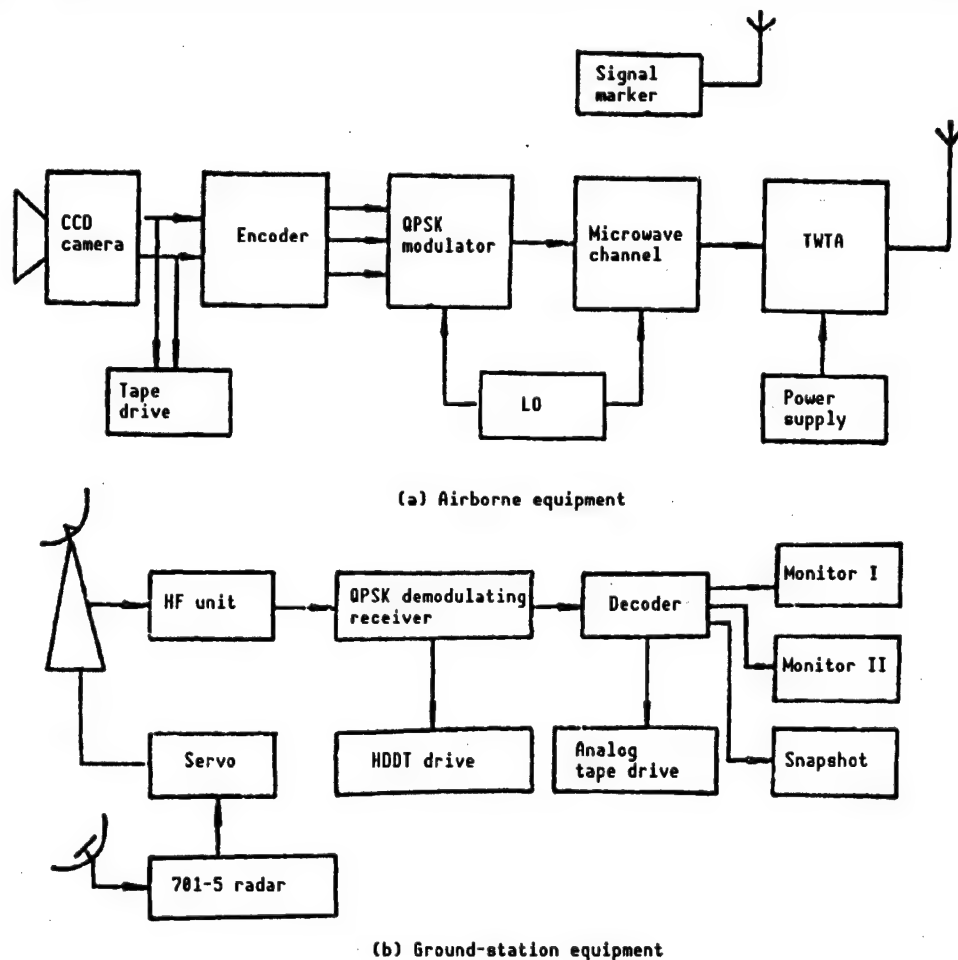 Signal
marker
CCD
camera
Encoder
QPSK
modulator
Microwave
channel
TWTA
Tape
drive
LO
Power
supply
(a) Airborne equipment
HF unit
QPSK demodulating
receiver
Decoder
Monitor I
Monitor II
Servo
HDDT drive
Analog
tape drive
Snapshot
701-5 radar
(b) Ground-station equipment